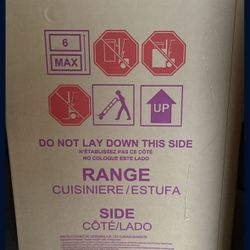 6
MAX
UP
DO NOT LAY DOWN THIS SIDE
N'ÉTABLISSEZ PAS CE CÔTÉ
NO COLOQUE ESTE LADO
RANGE
CUISINIERE/ESTUFA
SIDE
CÔTÉ/LADO